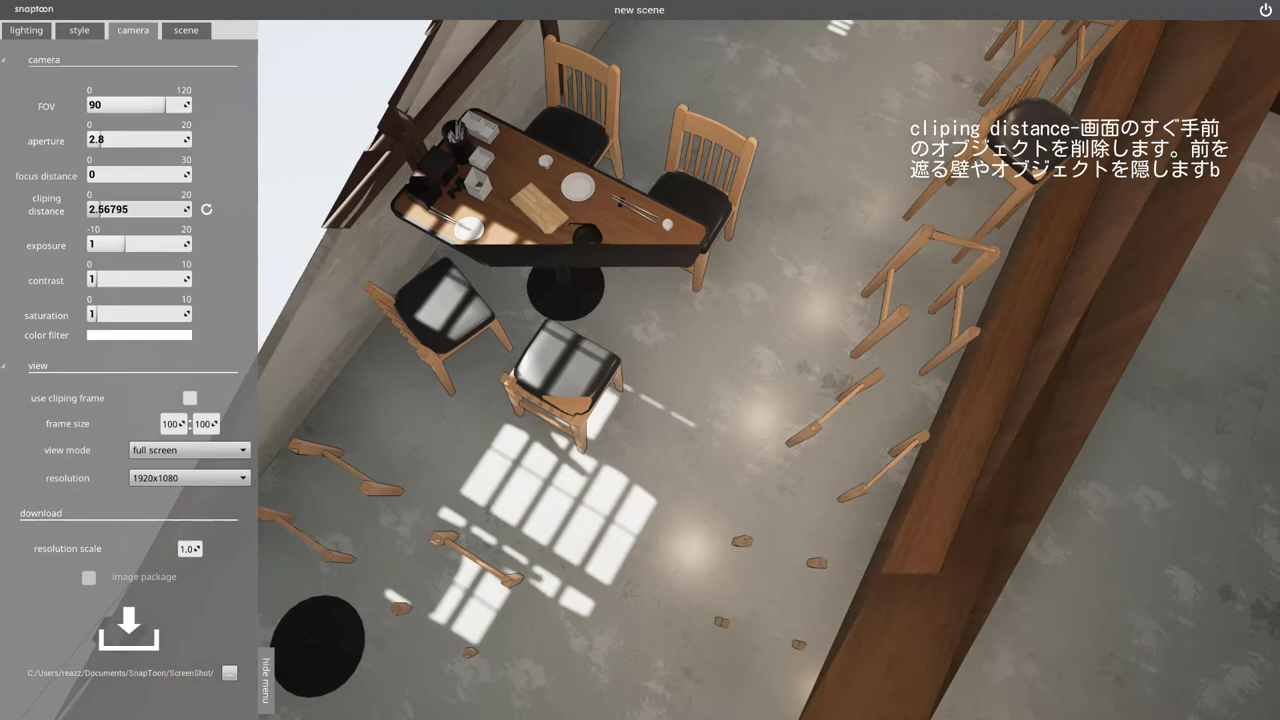 snaptoon
new scene
lighting
style
camera
scene
camera
0
120
FOV
90
0
20
aperture
2.8
0
30
focus distance
0
0
20
cliping
distance
2.56795
-10
20
exposure
1
0
10
contrast
1
0
10
saturation
1
color filter
view
use cliping frame
frame size
100
:
100
view mode
full screen
resolution
1920x1080
download
resolution scale
1.0
image package
C:/Users/reazz/Documents/SnapToon/ScreenShot/
...
hide menu
cliping distance-画面のすぐ手前
のオブジェクトを削除します。前を
遮る壁やオブジェクトを隠しますb